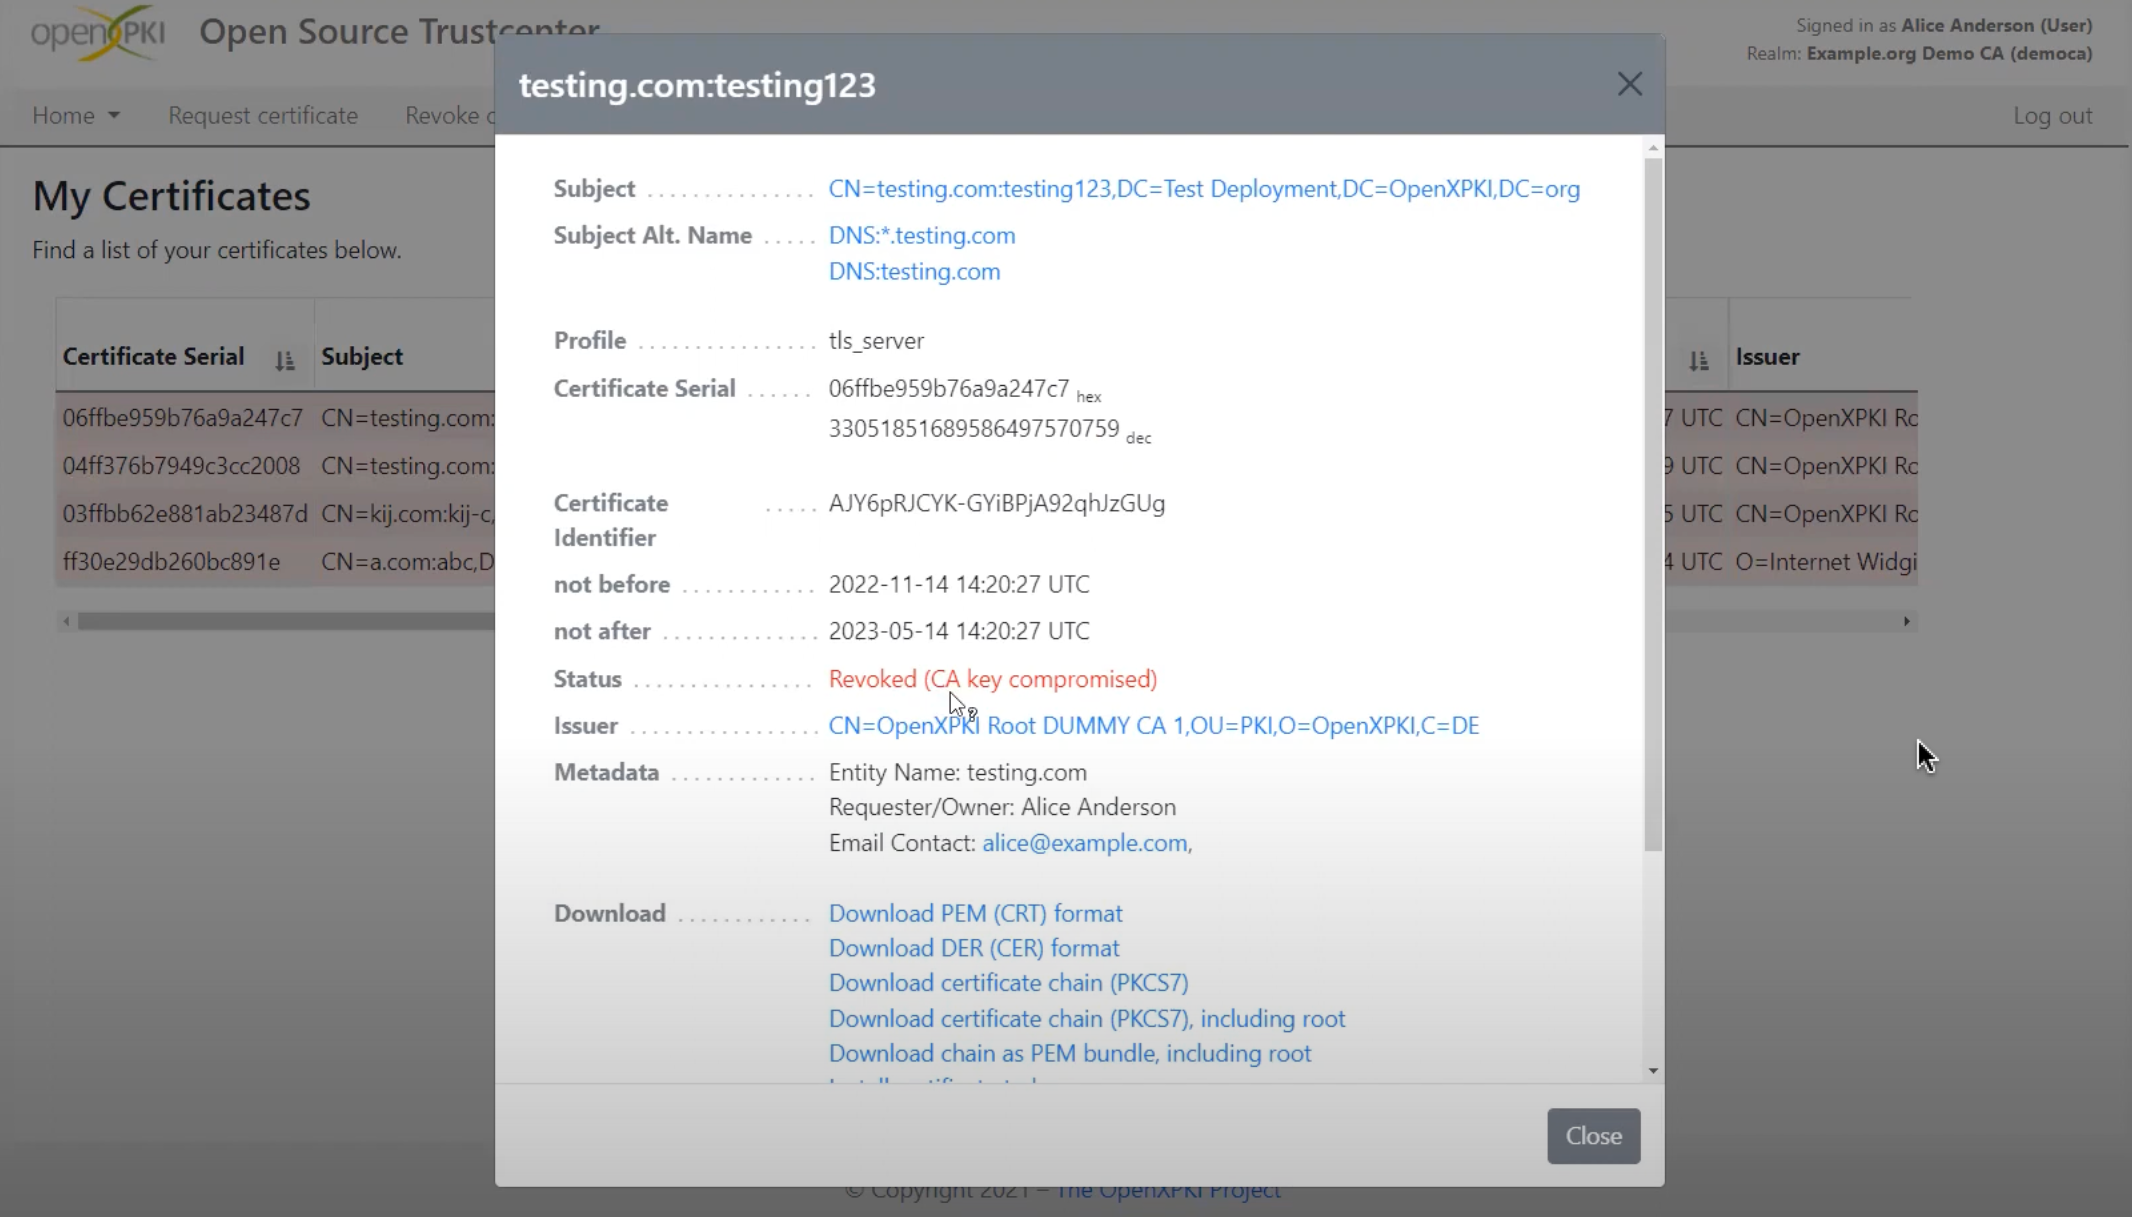 openXPKI Open Source Trustcenter
Signed in as Alice Anderson (User)
Realm: Example.org Demo CA (democa)
Home
Request certificate
Revoke c
Log out
My Certificates
Find a list of your certificates below.
Certificate Serial Subject
Issuer
06ffbe959b76a9a247c7 CN=testing.com:
7 UTC CN=OpenXPKI Ro
04ff376b7949c3cc2008 CN=testing.com:
9 UTC CN=OpenXPKI Ro
03ffbb62e881ab23487d CN=kij.com:kij-c,
5 UTC CN=OpenXPKI Ro
ff30e29db260bc891e CN=a.com:abc,D
4 UTC O=Internet Widgi
testing.com:testing123
Subject .............. CN=testing.com:testing123,DC=Test Deployment,DC=OpenXPKI,DC=org
Subject Alt. Name ..... DNS:*.testing.com
DNS:testing.com
Profile ............... tls_server
Certificate Serial ...... 06ffbe959b76a9a247c7 hex
33051851689586497570759 dec
Certificate Identifier ..... AJY6pRJCYK-GYiBPjA92qhJzGUg
not before ........... 2022-11-14 14:20:27 UTC
not after ............. 2023-05-14 14:20:27 UTC
Status ............... Revoked (CA key compromised)
Issuer ............... CN=OpenXPKI Root DUMMY CA 1,OU=PKI,O=OpenXPKI,C=DE
Metadata ............ Entity Name: testing.com
Requester/Owner: Alice Anderson
Email Contact: alice@example.com,
Download ........... Download PEM (CRT) format
Download DER (CER) format
Download certificate chain (PKCS7)
Download certificate chain (PKCS7), including root
Download chain as PEM bundle, including root
Close
© Copyright 2021 – The OpenXPKI Project